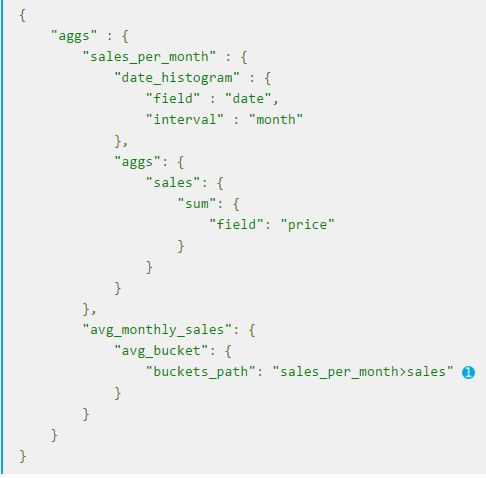 {
    "aggs" : {
        "sales_per_month" : {
            "date_histogram" : {
                "field" : "date",
                "interval" : "month"
            },
            "aggs": {
                "sales": {
                    "sum": {
                        "field": "price"
                    }
                }
            }
        },
        "avg_monthly_sales": {
            "avg_bucket": {
                "buckets_path": "sales_per_month>sales" 1
            }
        }
    }
}